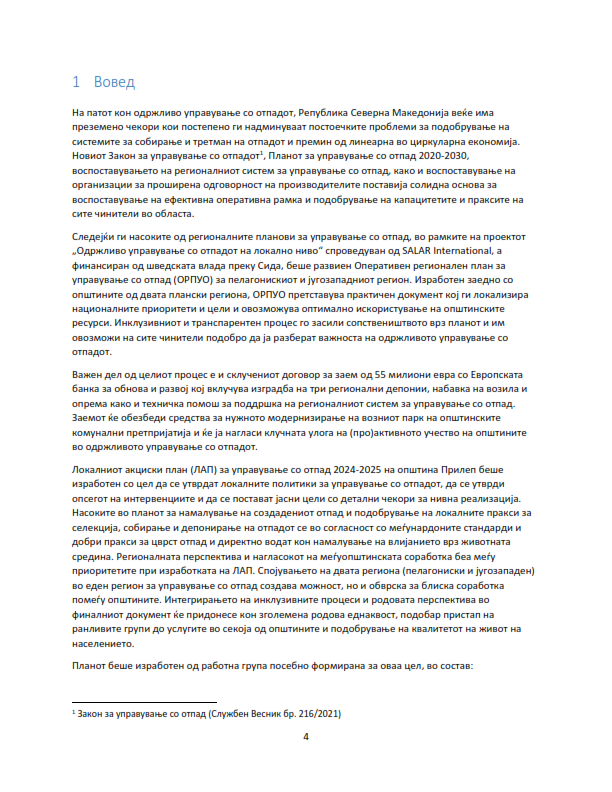 1 Вовед
На патот кон одржливо управување со отпадот, Република Северна Македонија веќе има
преземено чекори кои постепено ги надминуваат постоечките проблеми за подобрување на
системите за собирање и третман на отпадот и премин од линеарна во циркуларна економија.
Новиот Закон за управување со отпадот¹, Планот за управување со отпад 2020-2030,
воспоставувањето на регионалниот систем за управување со отпад, како и воспоставување на
организации за проширена одговорност на производителите поставија солидна основа за
воспоставување на ефективна оперативна рамка и подобрување на капацитетите и праксите на
сите чинители во областа.
Следејќи ги насоките од регионалните планови за управување со отпад, во рамките на проектот
„Одржливо управување со отпадот на локално ниво“ спроведуван од SALAR International, а
финансиран од шведската влада преку Сида, беше развиен Оперативен регионален план за
управување со отпад (ОРПУО) за пелагонискиот и југозападниот регион. Изработен заедно со
општините од двата плански региона, ОРПУО претставува практичен документ кој ги локализира
националните приоритети и цели и овозможува оптимално искористување на општинските
ресурси. Инклузивниот и транспарентен процес го засили сопствеништвото врз планот и им
овозможи на сите чинители подобро да ја разберат важноста на одржливото управување со
отпадот.
Важен дел од целиот процес е и склучениот договор за заем од 55 милиони евра со Европската
банка за обнова и развој кој вклучува изградба на три регионални депонии, набавка на возила и
опрема како и техничка помош за поддршка на регионалниот систем за управување со отпад.
Заемот ќе обезбеди средства за нужното модернизирање на возниот парк на општинските
комунални претпријатија и ќе ја нагласи клучната улога на (про)активното учество на општините
во одржливото управување со отпадот.
Локалниот акциски план (ЛАП) за управување со отпад 2024-2025 на општина Прилеп беше
изработен со цел да се утврдат локалните политики за управување со отпадот, да се утврди
опсегот на интервенциите и да се постават јасни цели со детални чекори за нивна реализација.
Насоките во планот за намалување на создадениот отпад и подобрување на локалните пракси за
селекција, собирање и депонирање на отпадот се во согласност со меѓународните стандарди и
добри пракси за цврст отпад и директно водат кон намалување на влијанието врз животната
средина. Регионалната перспектива и нагласокот на меѓуопштинската соработка беа меѓу
приоритетите при изработката на ЛАП. Спојувањето на двата региона (пелагониски и југозападен)
во еден регион за управување со отпад создава можност, но и обврска за блиска соработка
помеѓу општините. Интегрирањето на инклузивните процеси и родовата перспектива во
финалниот документ ќе придонесе кон зголемена родова еднаквост, подобар пристап на
ранливите групи до услугите во секоја од општините и подобрување на квалитетот на живот на
населението.
Планот беше изработен од работна група посебно формирана за оваа цел, во состав:
¹ Закон за управување со отпад (Службен Весник бр. 216/2021)
4